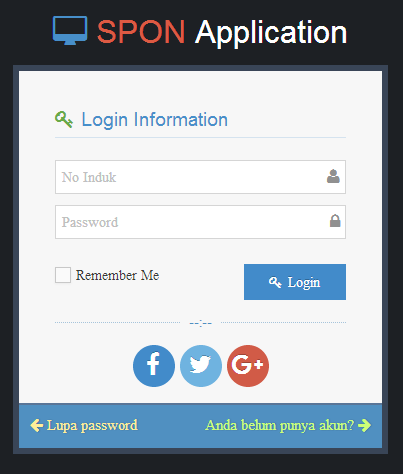 SPON Application
Login Information
No Induk
Password
Remember Me
Login
--:--
Lupa password
Anda belum punya akun?